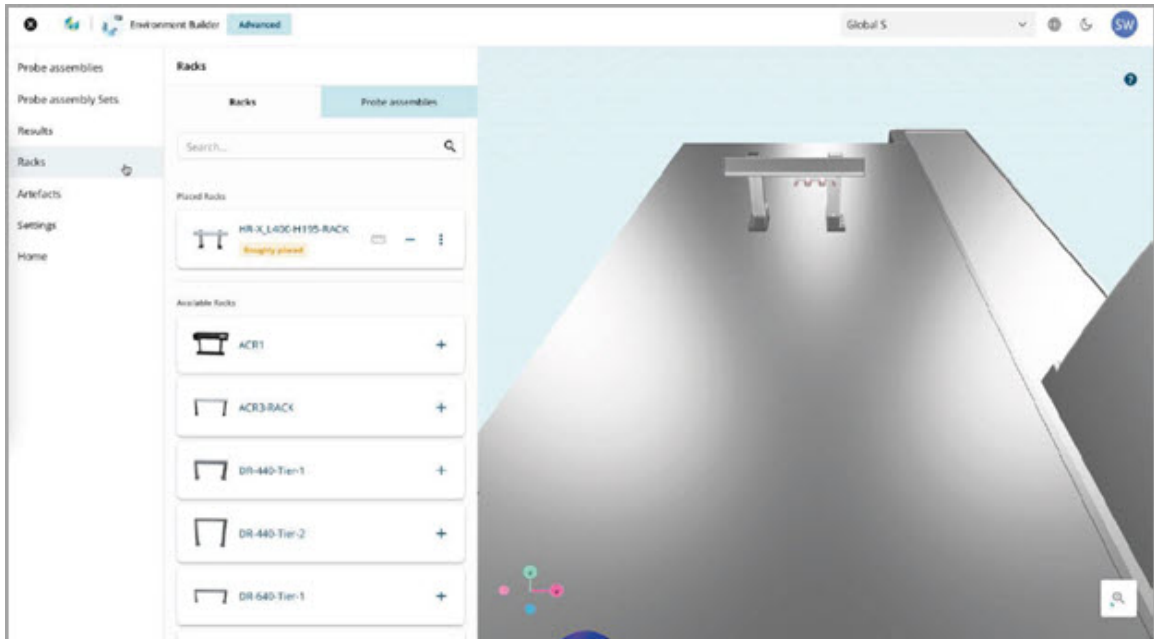 Environment Builder
Advanced
Global S
SW
Probe assemblies
Probe assembly Sets
Results
Racks
Artefacts
Settings
Home
Racks
Racks
Probe assemblies
Search...
Placed Racks
HR-X_L400-H195-RACK
Roughly placed
Available Racks
ACR1
ACR3-RACK
DR-440-Tier-1
DR-440-Tier-2
DR-640-Tier-1
?